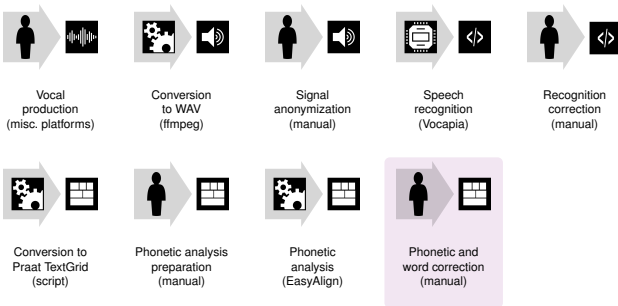 Vocal
production
(misc. platforms)
Conversion
to WAV
(ffmpeg)
Signal
anonymization
(manual)
Speech
recognition
(Vocapia)
Recognition
correction
(manual)
Conversion to
Praat TextGrid
(script)
Phonetic analysis
preparation
(manual)
Phonetic
analysis
(EasyAlign)
Phonetic and
word correction
(manual)